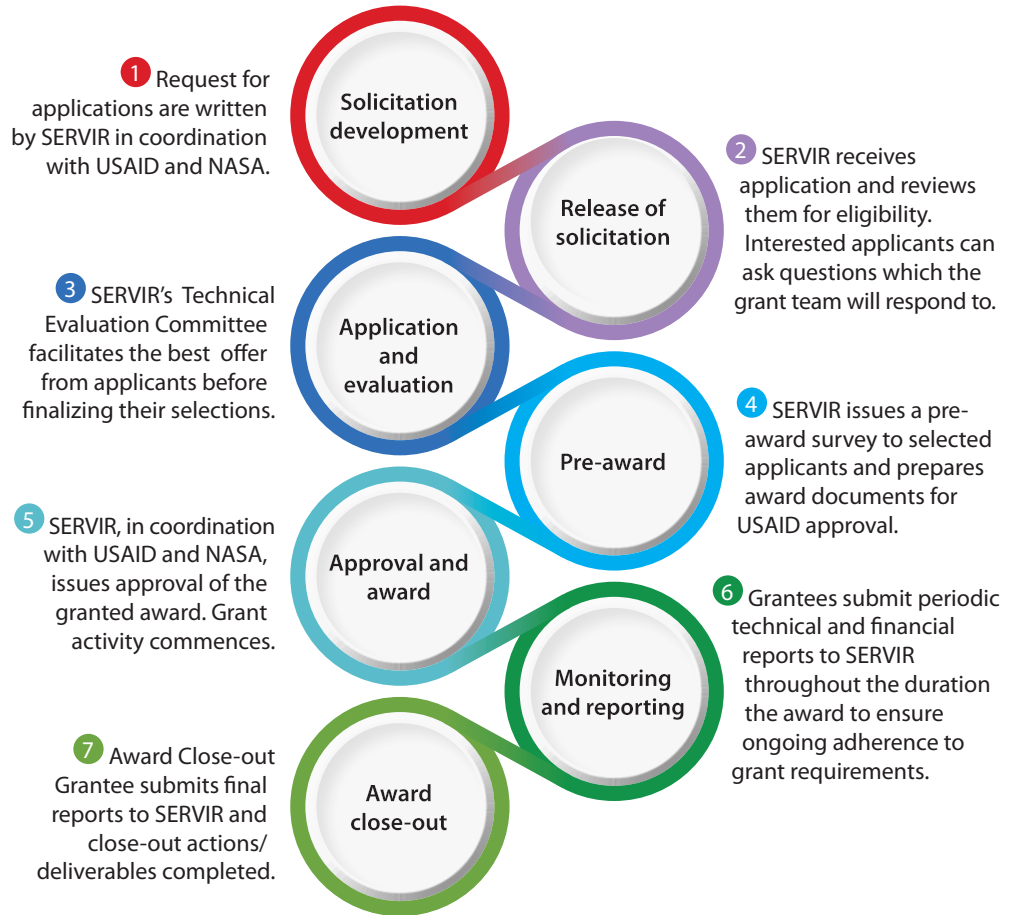 1 Request for
applications are written
by SERVIR in coordination
with USAID and NASA.
Solicitation
development
2 SERVIR receives
application and reviews
them for eligibility.
Interested applicants can
ask questions which the
grant team will respond to.
Release of
solicitation
3 SERVIR’s Technical
Evaluation Committee
facilitates the best offer
from applicants before
finalizing their selections.
Application
and
evaluation
4 SERVIR issues a pre-
award survey to selected
applicants and prepares
award documents for
USAID approval.
Pre-award
5 SERVIR, in coordination
with USAID and NASA,
issues approval of the
granted award. Grant
activity commences.
Approval and
award
6 Grantees submit periodic
technical and financial
reports to SERVIR
throughout the duration
the award to ensure
ongoing adherence to
grant requirements.
Monitoring
and reporting
7 Award Close-out
Grantee submits final
reports to SERVIR and
close-out actions/
deliverables completed.
Award
close-out